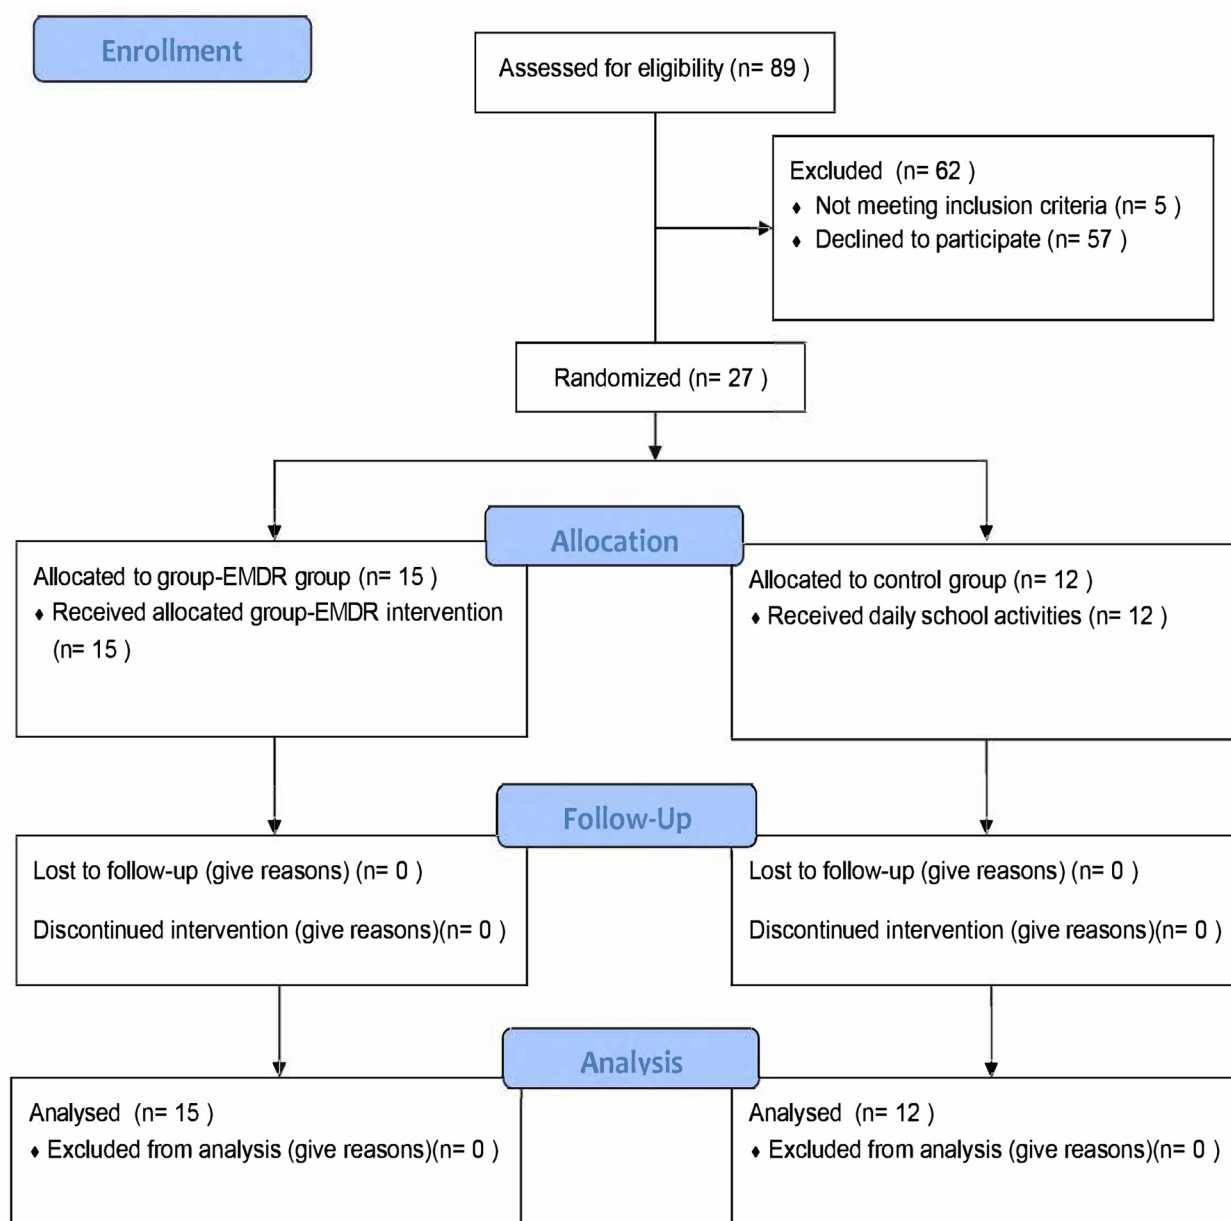 Enrollment
Assessed for eligibility (n= 89 )
Excluded (n= 62 )
♦ Not meeting inclusion criteria (n= 5 )
♦ Declined to participate (n= 57 )
Randomized (n= 27 )
Allocation
Allocated to group-EMDR group (n= 15 )
♦ Received allocated group-EMDR intervention
(n= 15 )
Allocated to control group (n= 12 )
♦ Received daily school activities (n= 12 )
Follow-Up
Lost to follow-up (give reasons) (n= 0 )
Discontinued intervention (give reasons)(n= 0 )
Lost to follow-up (give reasons) (n= 0 )
Discontinued intervention (give reasons)(n= 0 )
Analysis
Analysed (n= 15 )
♦ Excluded from analysis (give reasons)(n= 0 )
Analysed (n= 12 )
♦ Excluded from analysis (give reasons)(n= 0 )